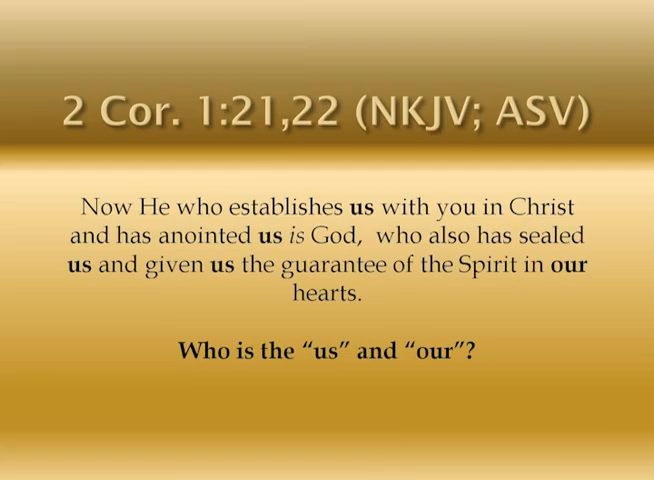 2 Cor. 1:21,22 (NKJV; ASV)
Now He who establishes us with you in Christ
and has anointed us is God,  who also has sealed
us and given us the guarantee of the Spirit in our
hearts.
Who is the “us” and “our”?